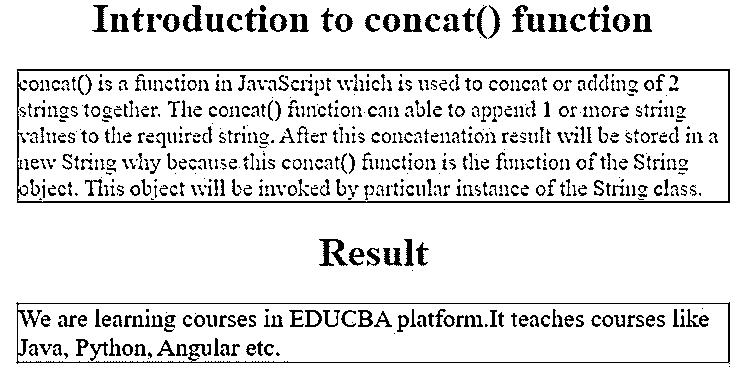 Introduction to concat() function
concat() is a function in JavaScript which is used to concat or adding of 2
strings together. The concat() function can able to append 1 or more string
values to the required string. After this concatenation result will be stored in a
new String why because this concat() function is the function of the String
object. This object will be invoked by particular instance of the String class.
Result
We are learning courses in EDUCBA platform.It teaches courses like
Java, Python, Angular etc.